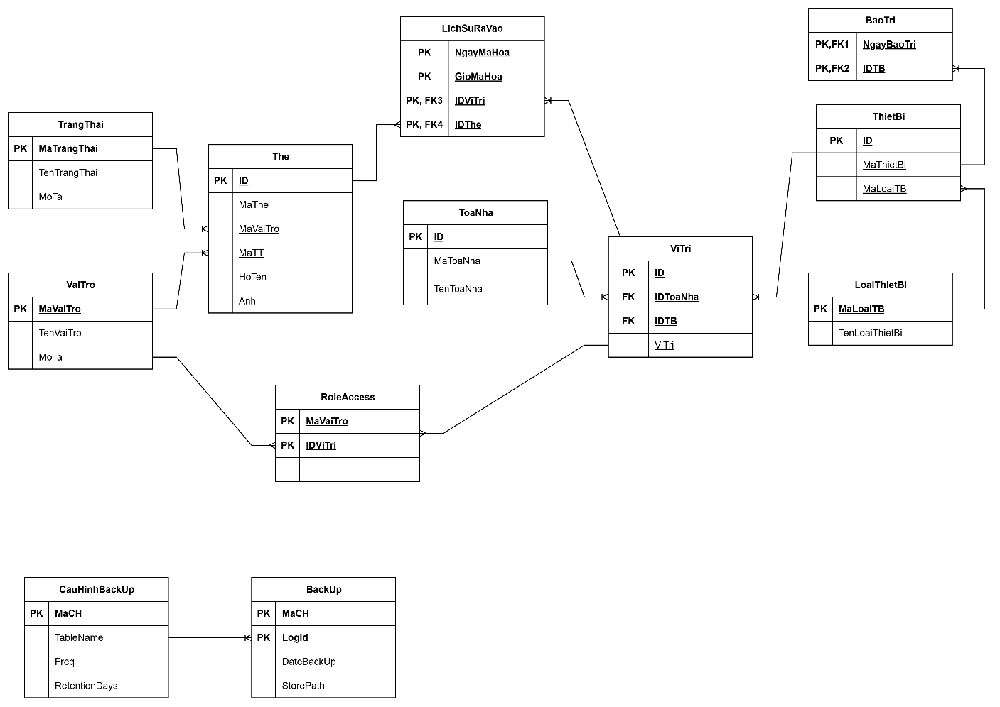 LichSuRaVao
PK NgayMaHoa
PK GioMaHoa
PK, FK3 IDViTri
PK, FK4 IDThe
BaoTri
PK,FK1 NgayBaoTri
PK,FK2 IDTB
TrangThai
PK MaTrangThai
TenTrangThai
MoTa
The
PK ID
MaThe
MaVaiTro
MaTT
HoTen
Anh
ThietBi
PK ID
MaThietBi
MaLoaiTB
ToaNha
PK ID
MaToaNha
TenToaNha
ViTri
PK ID
FK IDToaNha
FK IDTB
ViTri
VaiTro
PK MaVaiTro
TenVaiTro
MoTa
LoaiThietBi
PK MaLoaiTB
TenLoaiThietBi
RoleAccess
PK MaVaiTro
PK IDViTri
CauHinhBackUp
PK MaCH
TableName
Freq
RetentionDays
BackUp
PK MaCH
PK LogId
DateBackUp
StorePath